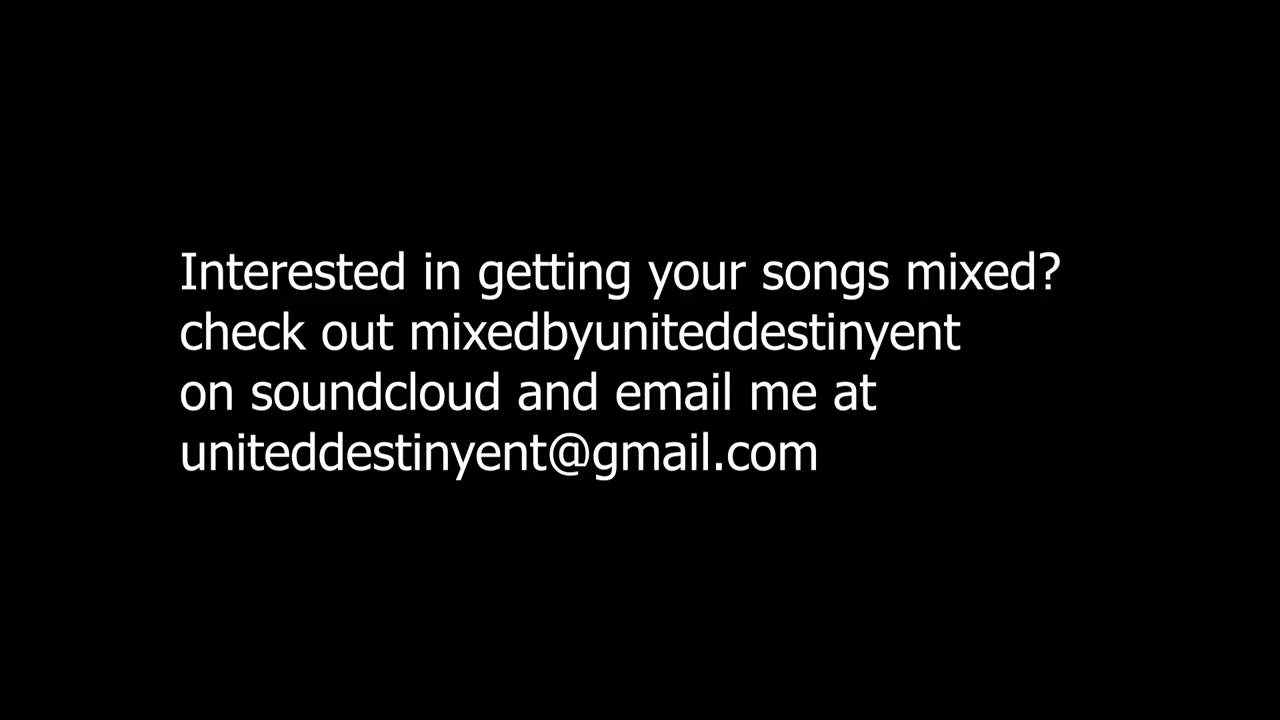 Interested in getting your songs mixed?
check out mixedbyuniteddestinyent
on soundcloud and email me at
uniteddestinyent@gmail.com